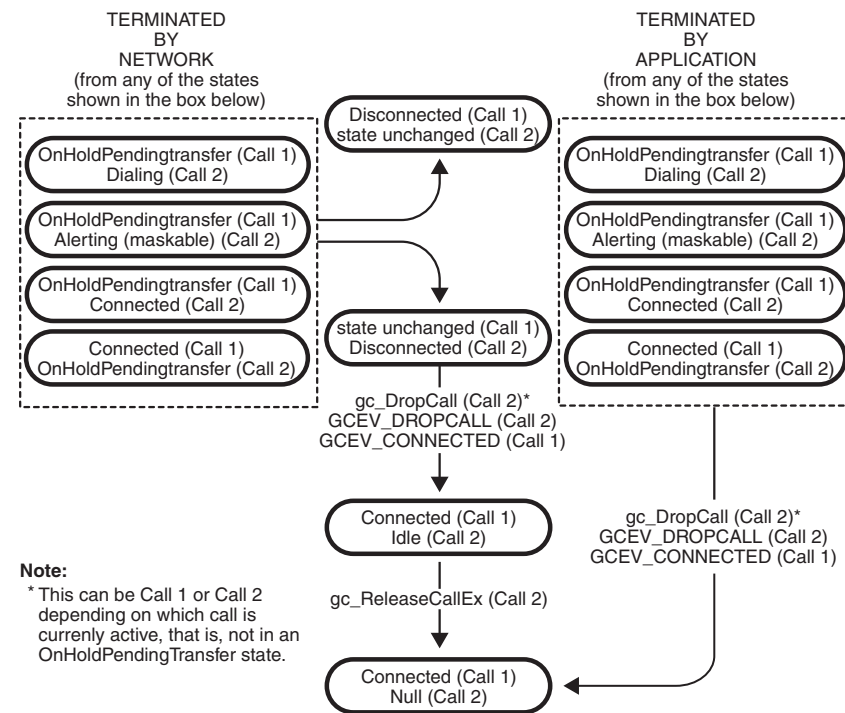 TERMINATED
BY
NETWORK
(from any of the states
shown in the box below)
OnHoldPendingtransfer (Call 1)
Dialing (Call 2)
OnHoldPendingtransfer (Call 1)
Alerting (maskable) (Call 2)
OnHoldPendingtransfer (Call 1)
Connected (Call 2)
Connected (Call 1)
OnHoldPendingtransfer (Call 2)
Disconnected (Call 1)
state unchanged (Call 2)
state unchanged (Call 1)
Disconnected (Call 2)
gc_DropCall (Call 2)*
GCEV_DROPCALL (Call 2)
GCEV_CONNECTED (Call 1)
Connected (Call 1)
Idle (Call 2)
gc_ReleaseCallEx (Call 2)
Connected (Call 1)
Null (Call 2)
TERMINATED
BY
APPLICATION
(from any of the states
shown in the box below)
OnHoldPendingtransfer (Call 1)
Dialing (Call 2)
OnHoldPendingtransfer (Call 1)
Alerting (maskable) (Call 2)
OnHoldPendingtransfer (Call 1)
Connected (Call 2)
Connected (Call 1)
OnHoldPendingtransfer (Call 2)
gc_DropCall (Call 2)*
GCEV_DROPCALL (Call 2)
GCEV_CONNECTED (Call 1)
Note:
* This can be Call 1 or Call 2
depending on which call is
currently active, that is, not in an
OnHoldPendingTransfer state.